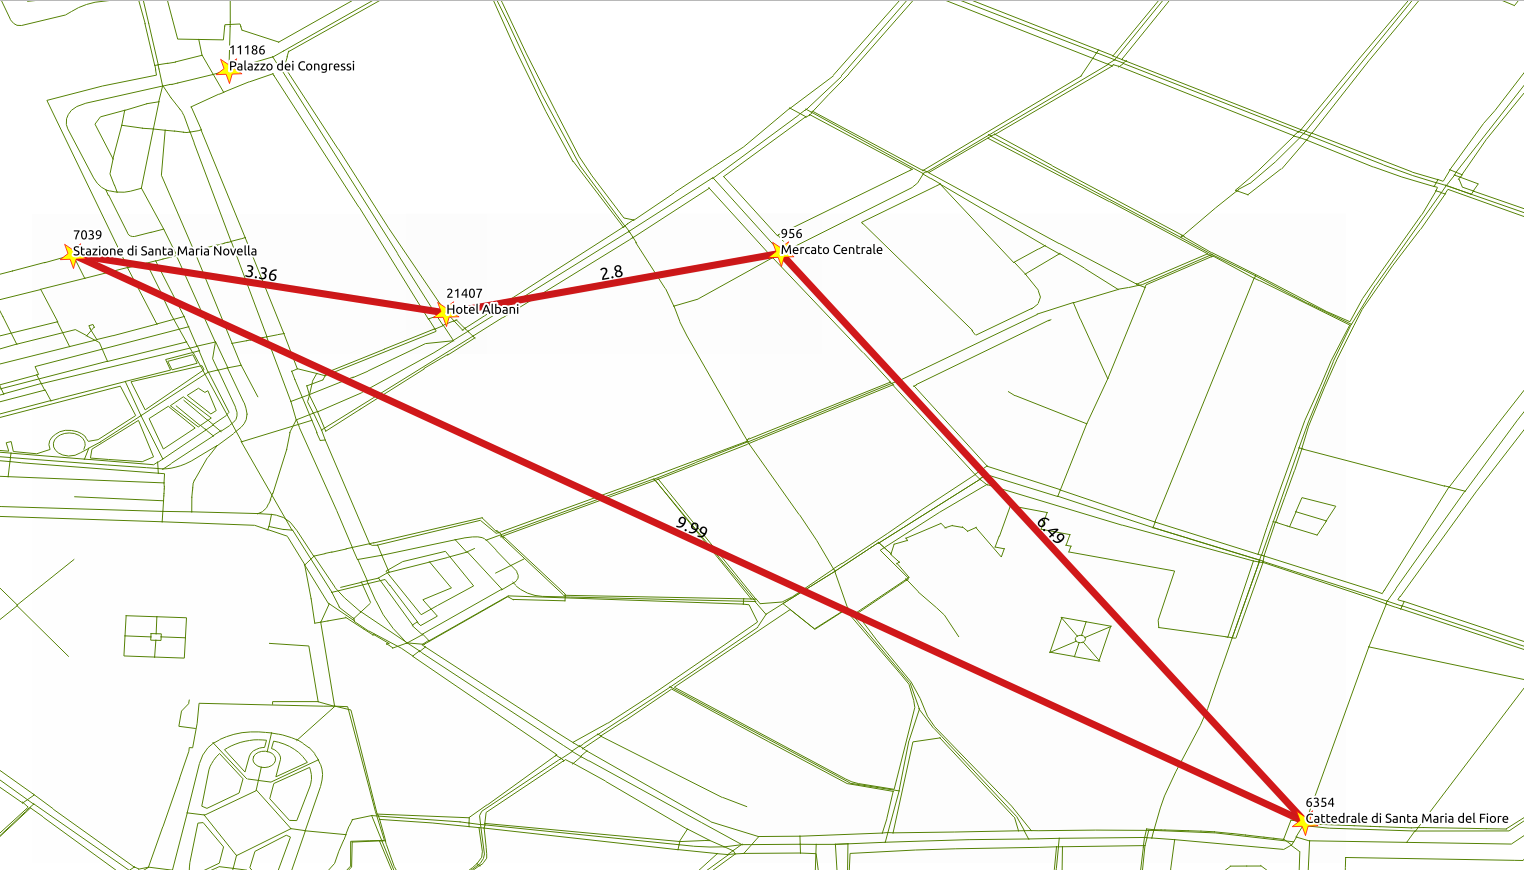 11186
Palazzo dei Congressi
7039
Stazione di Santa Maria Novella
956
Mercato Centrale
3.36
2.8
21407
Hotel Albani
9.99
6.49
6354
Cattedrale di Santa Maria del Fiore